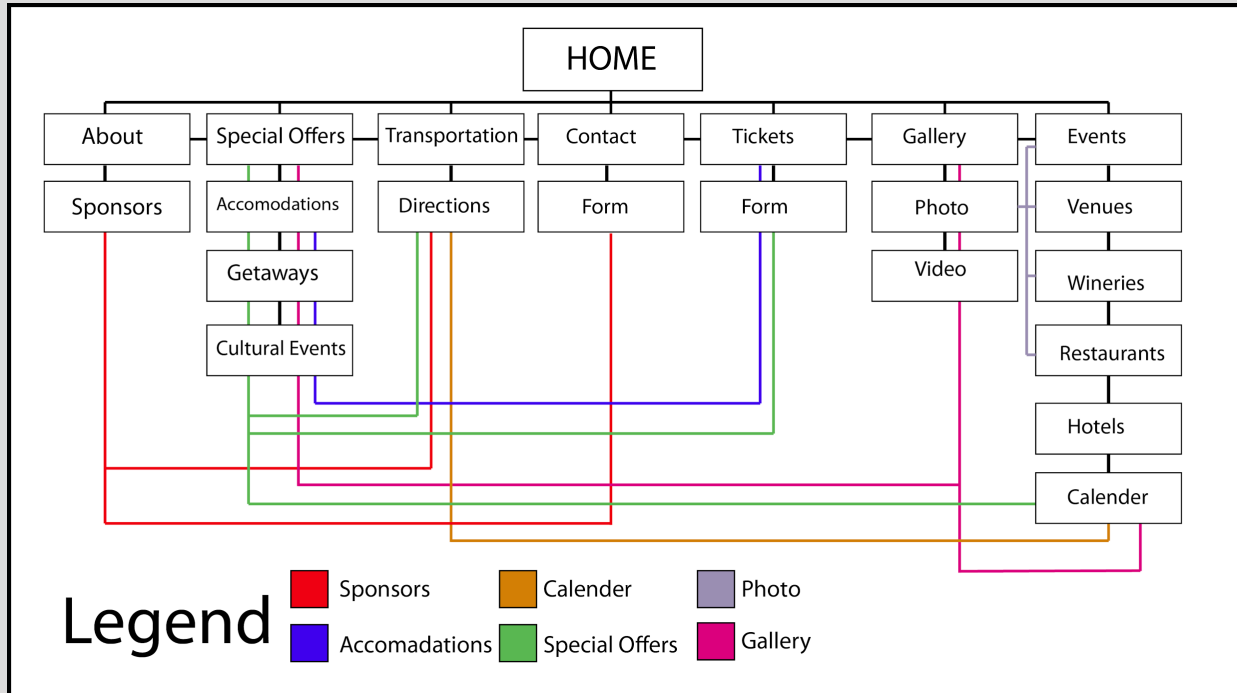 HOME
About
Special Offers
Transportation
Contact
Tickets
Gallery
Events
Sponsors
Accomodations
Directions
Form
Form
Photo
Venues
Getaways
Video
Wineries
Cultural Events
Restaurants
Hotels
Calender
Legend
Sponsors
Calender
Photo
Accomadations
Special Offers
Gallery